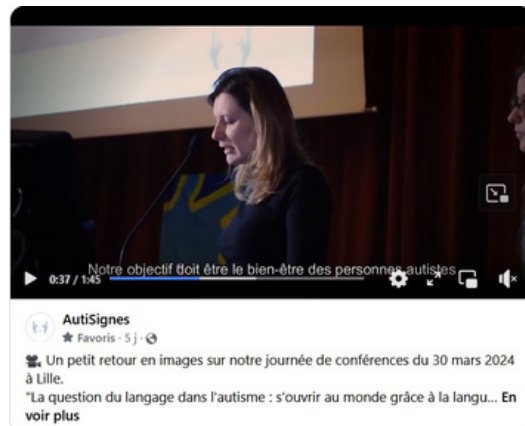 Notre objectif doit être le bien-être des personnes autistes
0:37 / 1:45
AutiSignes
Favoris · 5 j ·
Un petit retour en images sur notre journée de conférences du 30 mars 2024
à Lille.
"La question du langage dans l'autisme : s'ouvrir au monde grâce à la langu... En
voir plus